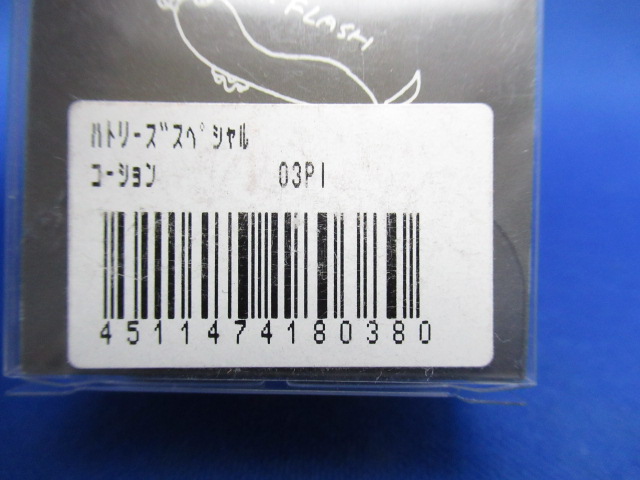 FLASH
ﾊﾄﾘｰｽﾞｽﾍﾟｼｬﾙ
ｺｰｼｮﾝ 03PI
4511474180380